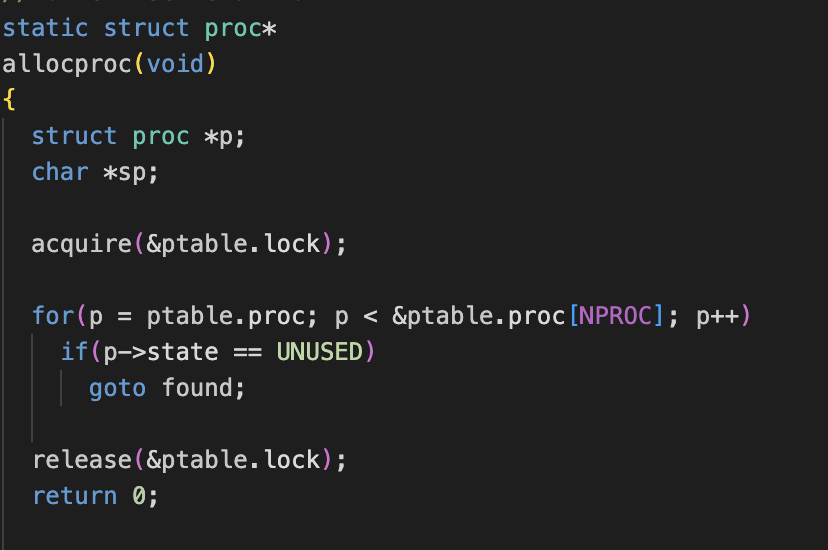 static struct proc*
allocproc(void)
{
struct proc *p;
char *sp;
acquire(&ptable.lock);
for(p = ptable.proc; p < &ptable.proc[NPROC]; p++)
if(p->state == UNUSED)
goto found;
release(&ptable.lock);
return 0;